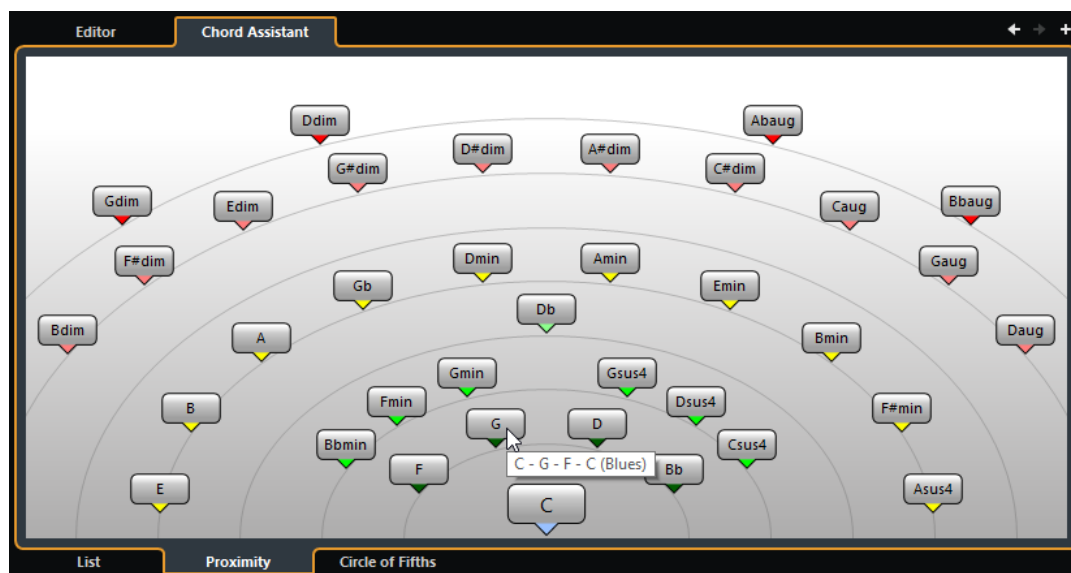 Editor
Chord Assistant
Ddim
Abaug
D#dim
A#dim
G#dim
C#dim
Gdim
Edim
Caug
Bbaug
F#dim
Dmin
Amin
Gaug
Gb
Emin
Db
Bdim
A
Bmin
Daug
Gmin
Gsus4
Fmin
Dsus4
B
F#min
G
D
Bbmin
Csus4
C - G - F - C (Blues)
F
Bb
E
Asus4
C
List
Proximity
Circle of Fifths